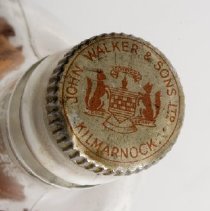 JOHN WALKER & SONS LTD
KILMARNOCK.